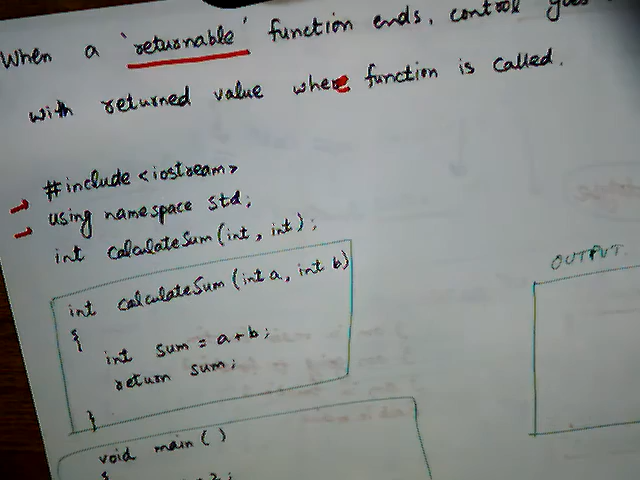 When a 'returnable' function ends, control goes
with returned value where function is called.
#include <iostream>
using namespace std;
int calculateSum(int, int);
int calculateSum (int a, int b)
{
int sum = a+b;
return sum;
}
void main()
{
OUTPUT